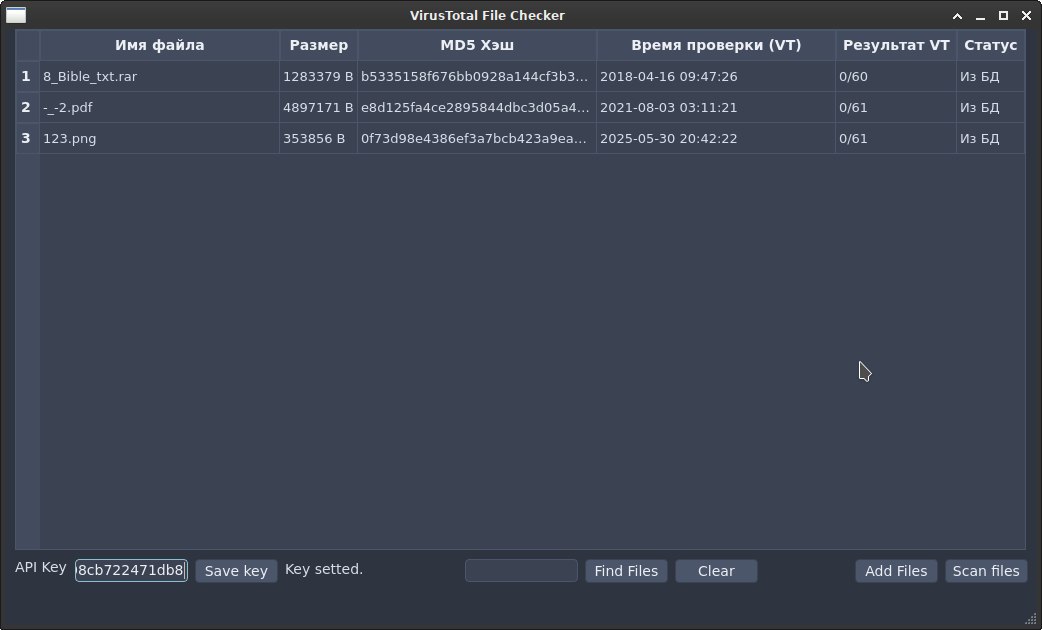 VirusTotal File Checker
Имя файла Размер MD5 Хэш Время проверки (VT) Результат VT Статус
1 8_Bible_txt.rar 1283379 B b5335158f676bb0928a144cf3b3... 2018-04-16 09:47:26 0/60 Из БД
2 -_-2.pdf 4897171 B e8d125fa4ce2895844dbc3d05a4... 2021-08-03 03:11:21 0/61 Из БД
3 123.png 353856 B 0f73d98e4386ef3a7bcb423a9ea... 2025-05-30 20:42:22 0/61 Из БД
API Key 8cb722471db8 Save key Key setted. Find Files Clear Add Files Scan files